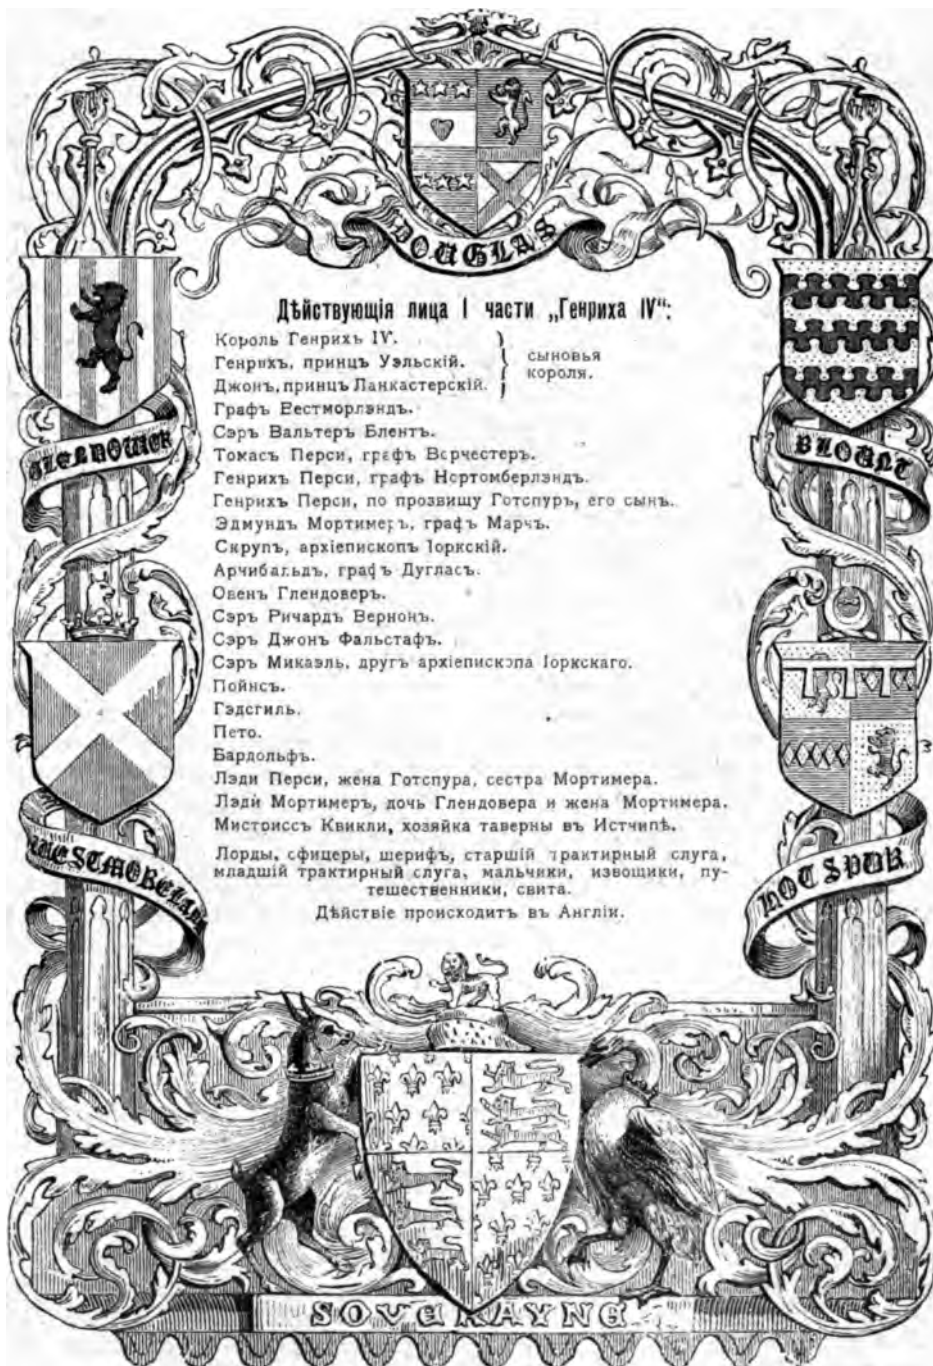 DOUGLAS
Дѣйствующія лица I части „Генриха IV“:
Король Генрихъ IV.
Генрихъ, принцъ Уэльскій.
Джонъ, принцъ Ланкастерскій.
сыновья
короля.
Графъ Вестморлэндъ.
Сэръ Вальтеръ Блентъ.
Томасъ Перси, графъ Ворчестеръ.
Генрихъ Перси, графъ Нортомберлэндъ.
Генрихъ Перси, по прозвищу Готспуръ, его сынъ.
Эдмундъ Мортимеръ, графъ Марчъ.
Скрупъ, архіепископъ Іоркскій.
Арчибальдъ, графъ Дугласъ.
Овенъ Глендоверъ.
Сэръ Ричардъ Вернонъ.
Сэръ Джонъ Фальстафъ.
Сэръ Микаэль, другъ архіепископа Іоркскаго.
Пойнсъ.
Гэдсгиль.
Пето.
Бардольфъ.
Лэди Перси, жена Готспура, сестра Мортимера.
Лэди Мортимеръ, дочь Глендовера и жена Мортимера.
Мистриссъ Квикли, хозяйка таверны въ Истчипѣ.
Лорды, офицеры, шерифъ, старшій трактирный слуга,
младшій трактирный слуга, мальчики, извощики, пу-
тешественники, свита.
Дѣйствіе происходитъ въ Англіи.
GLENDOWER
BLOUNT
WESTMORELAND
HOTSPUR
SOVERAYNE